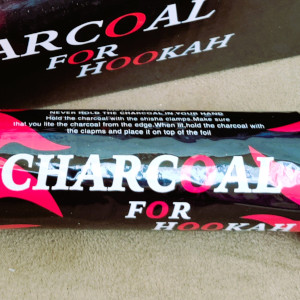 ARCOAL
FOR
HOOKAH
NEVER HOLD THE CHARCOAL IN YOUR HAND
Hold the charcoal with the shisha clamps. Make sure
that you lite the charcoal from the edge. When lit, hold the charcoal with
the clapms and place it on top of the foil
CHARCOAL
FOR
HOOKAH